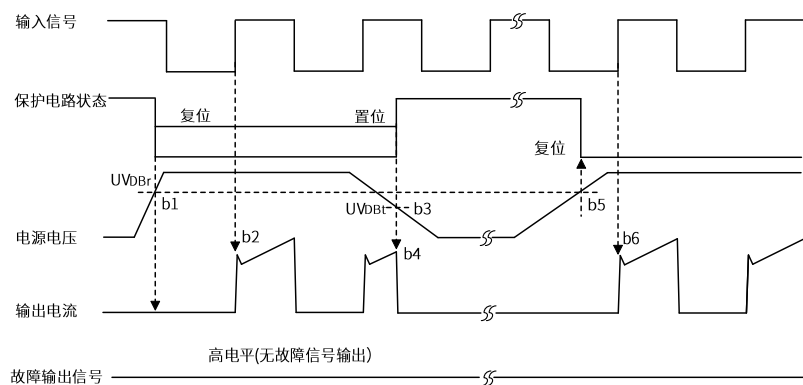 输入信号
保护电路状态
复位
置位
复位
UVDBr
b1
UVDBt
b3
b5
电源电压
b2
b4
b6
输出电流
高电平(无故障信号输出)
故障输出信号